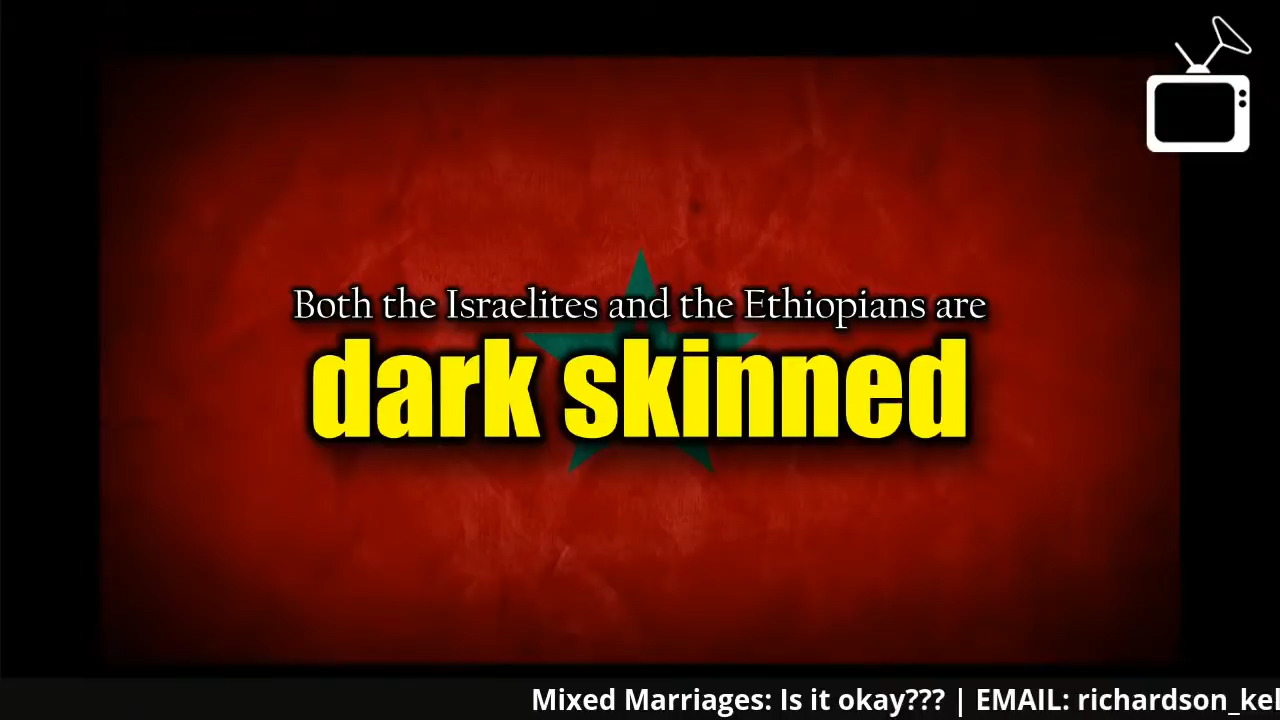 Both the Israelites and the Ethiopians are
dark skinned
Mixed Marriages: Is it okay??? | EMAIL: richardson_kel